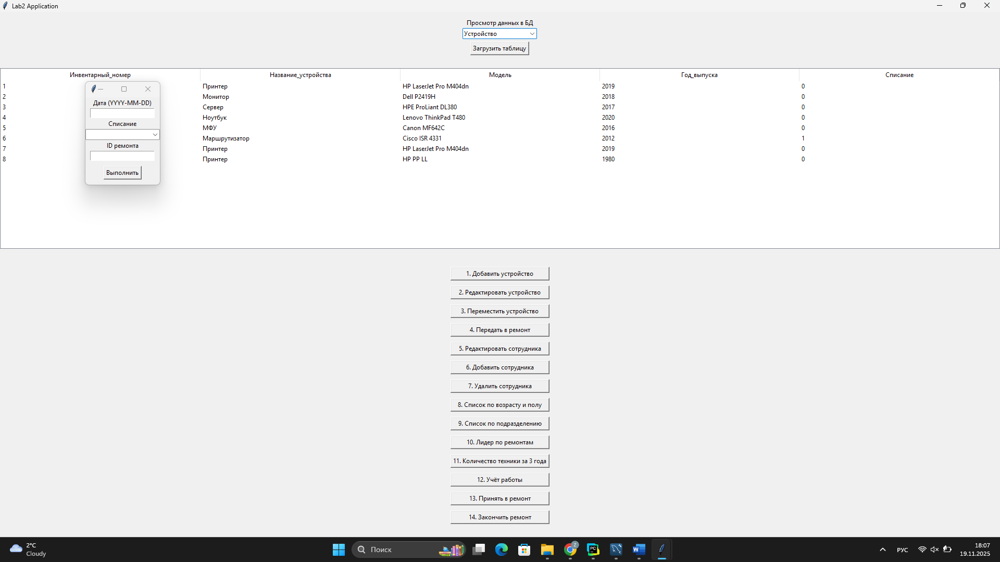 Lab2 Application
Просмотр данных в БД
Устройство
Загрузить таблицу
Инвентарный_номер Название_устройства Модель Год_выпуска Списание
1 Принтер HP LaserJet Pro M404dn 2019 0
2 Монитор Dell P2419H 2018 0
3 Сервер HPE ProLiant DL380 2017 0
4 Ноутбук Lenovo ThinkPad T480 2020 0
5 МФУ Canon MF642C 2016 0
6 Маршрутизатор Cisco ISR 4331 2012 1
7 Принтер HP LaserJet Pro M404dn 2019 0
8 Принтер HP PP LL 1980 0
Дата (YYYY-MM-DD)
Списание
ID ремонта
Выполнить
1. Добавить устройство
2. Редактировать устройство
3. Переместить устройство
4. Передать в ремонт
5. Редактировать сотрудника
6. Добавить сотрудника
7. Удалить сотрудника
8. Список по возрасту и полу
9. Список по подразделению
10. Лидер по ремонтам
11. Количество техники за 3 года
12. Учёт работы
13. Принять в ремонт
14. Закончить ремонт
2°C
Cloudy
Поиск
Z
PC
W
РУС
18:07
19.11.2025